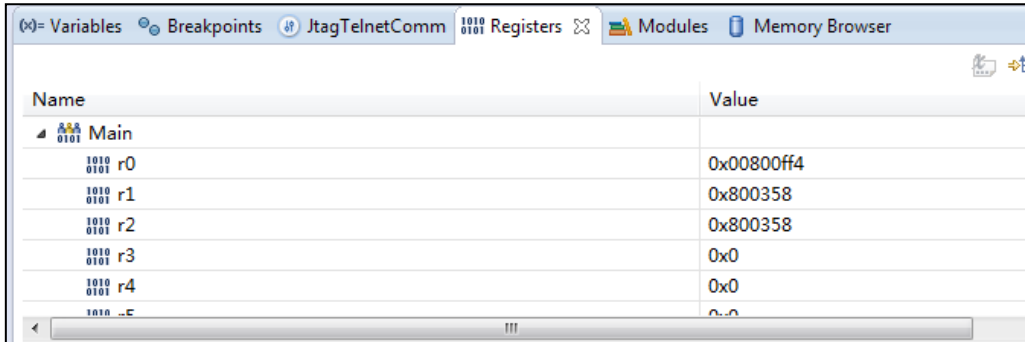 (x)= Variables Breakpoints JtagTelnetComm Registers Modules Memory Browser
Name Value
Main
r0 0x00800ff4
r1 0x800358
r2 0x800358
r3 0x0
r4 0x0